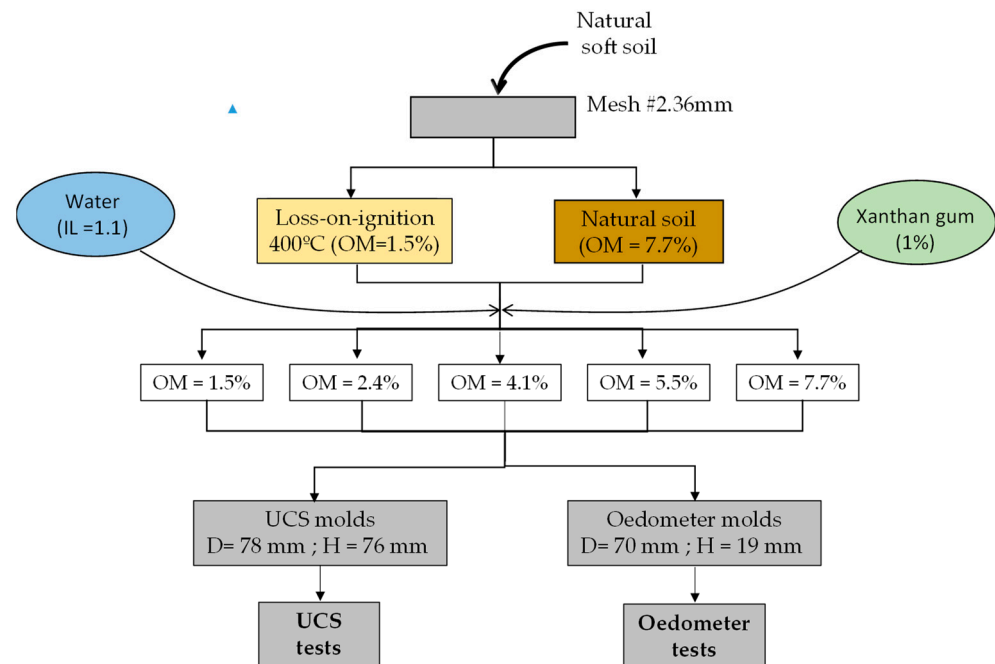 Natural
soft soil
Mesh #2.36mm
Water
(IL =1.1)
Loss-on-ignition
400ºC (OM=1.5%)
Natural soil
(OM = 7.7%)
Xanthan gum
(1%)
OM = 1.5%
OM = 2.4%
OM = 4.1%
OM = 5.5%
OM = 7.7%
UCS molds
D= 78 mm ; H = 76 mm
Oedometer molds
D= 70 mm ; H = 19 mm
UCS
tests
Oedometer
tests